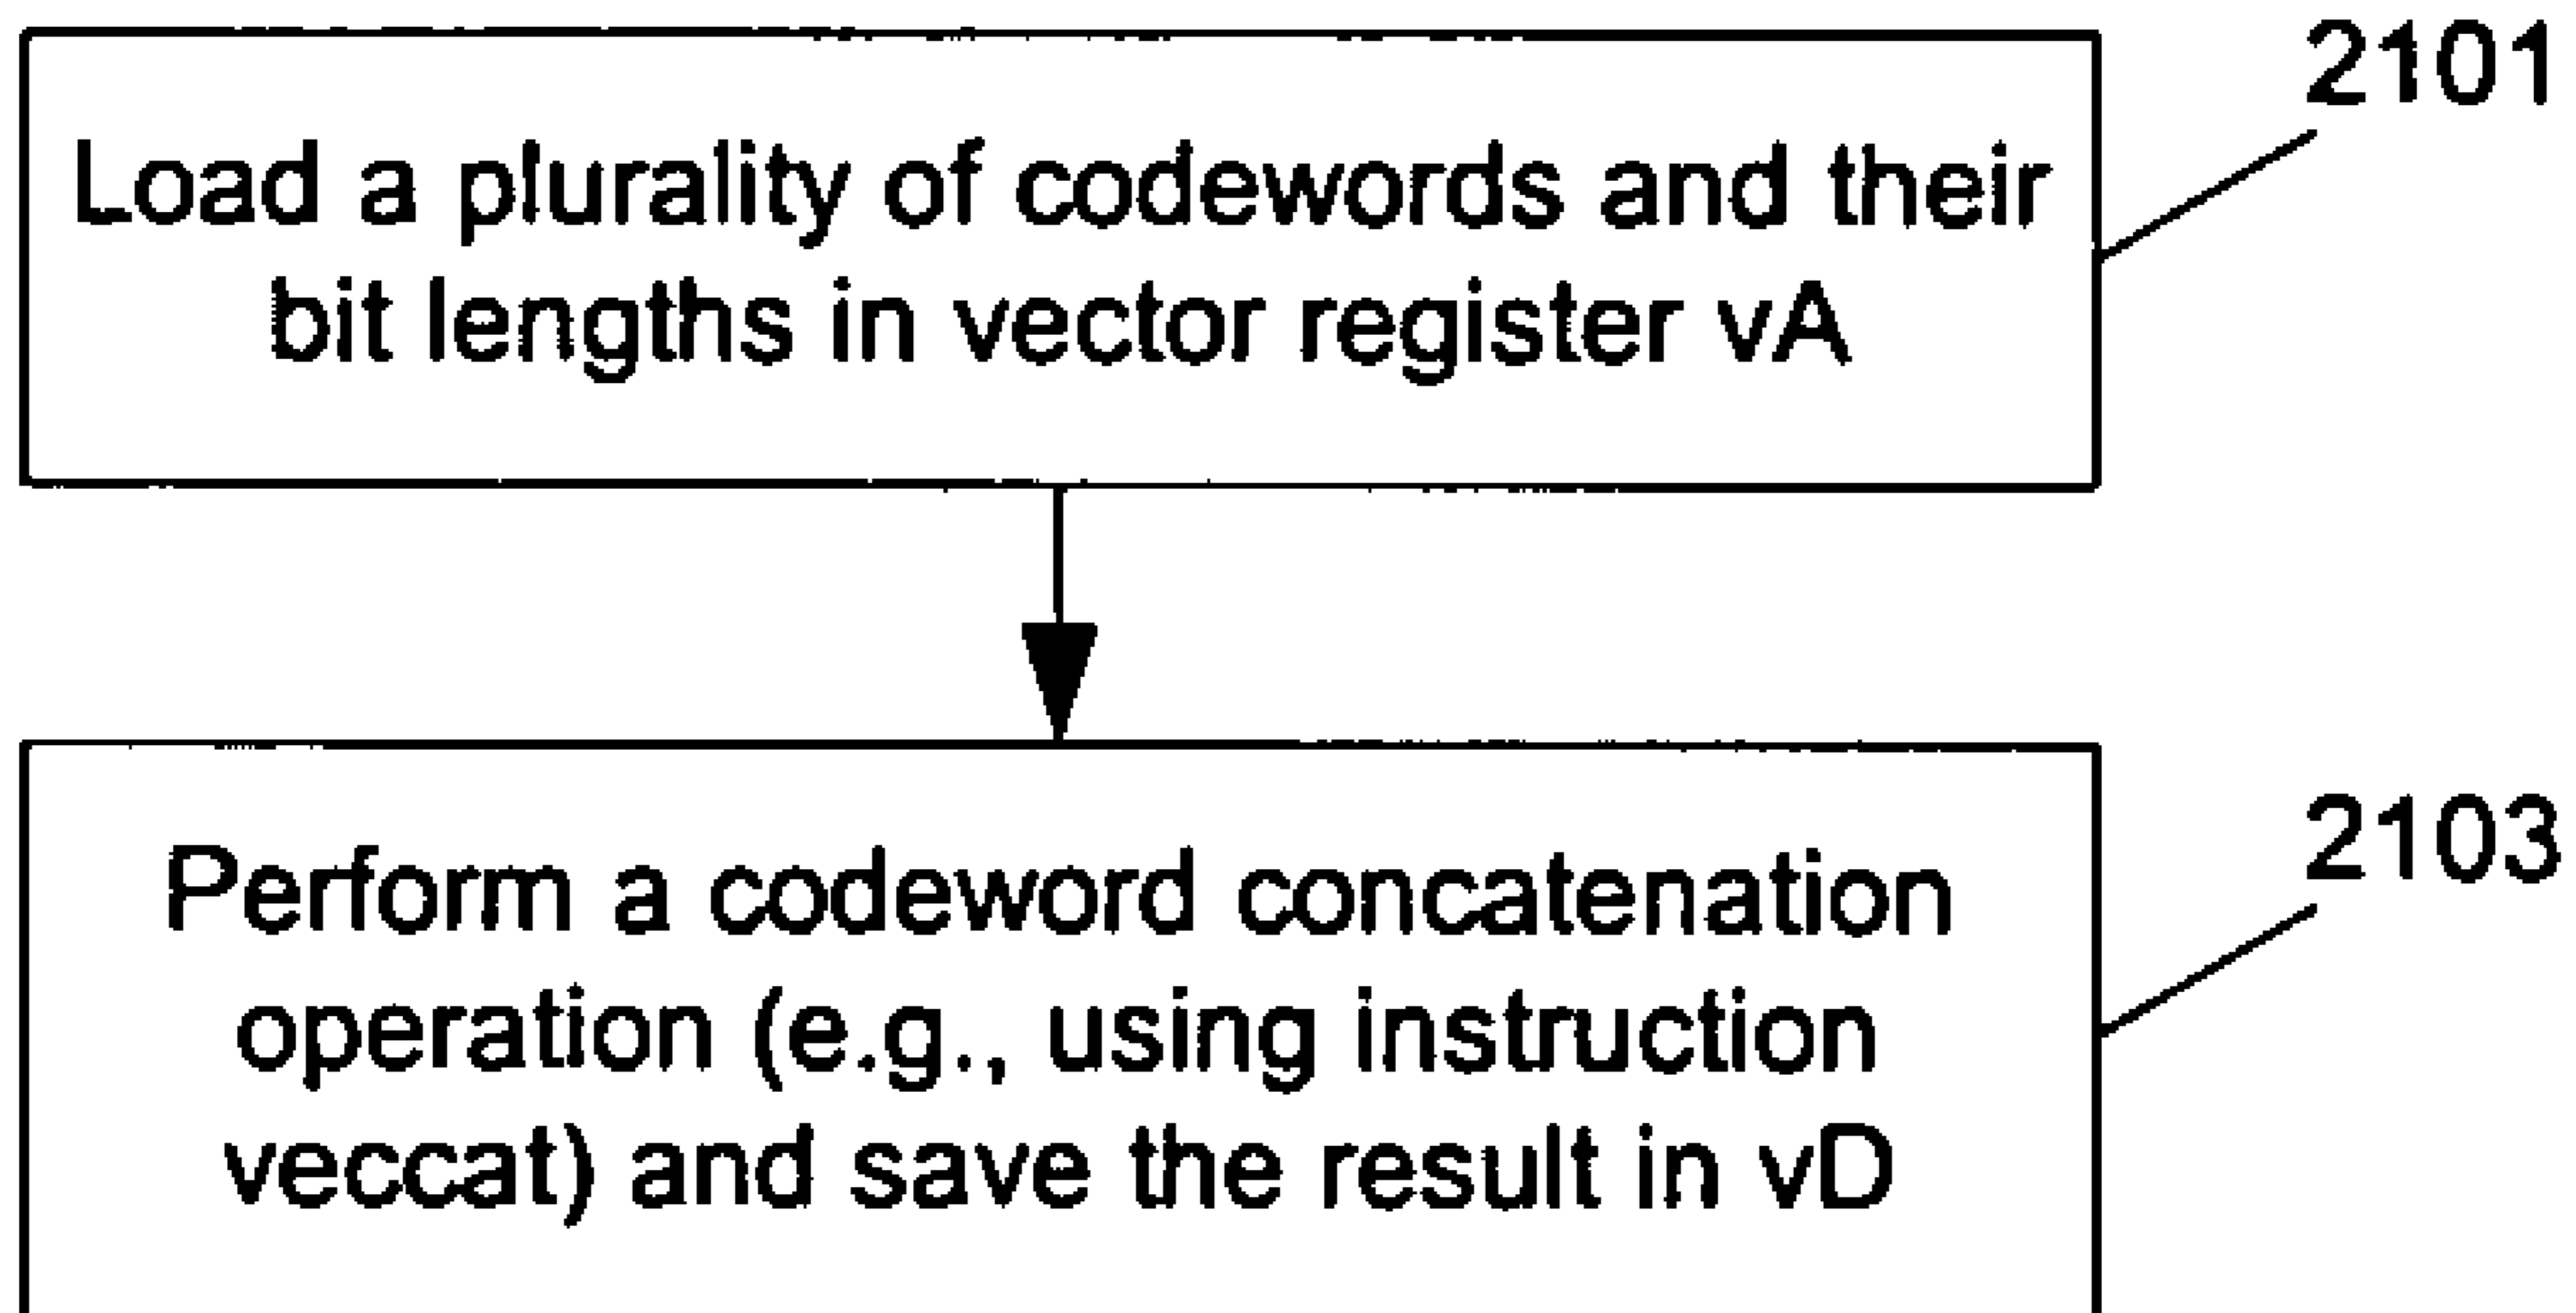 2101
Load a plurality of codewords and their
bit lengths in vector register vA
2103
Perform a codeword concatenation
operation (e.g., using instruction
veccat) and save the result in vD